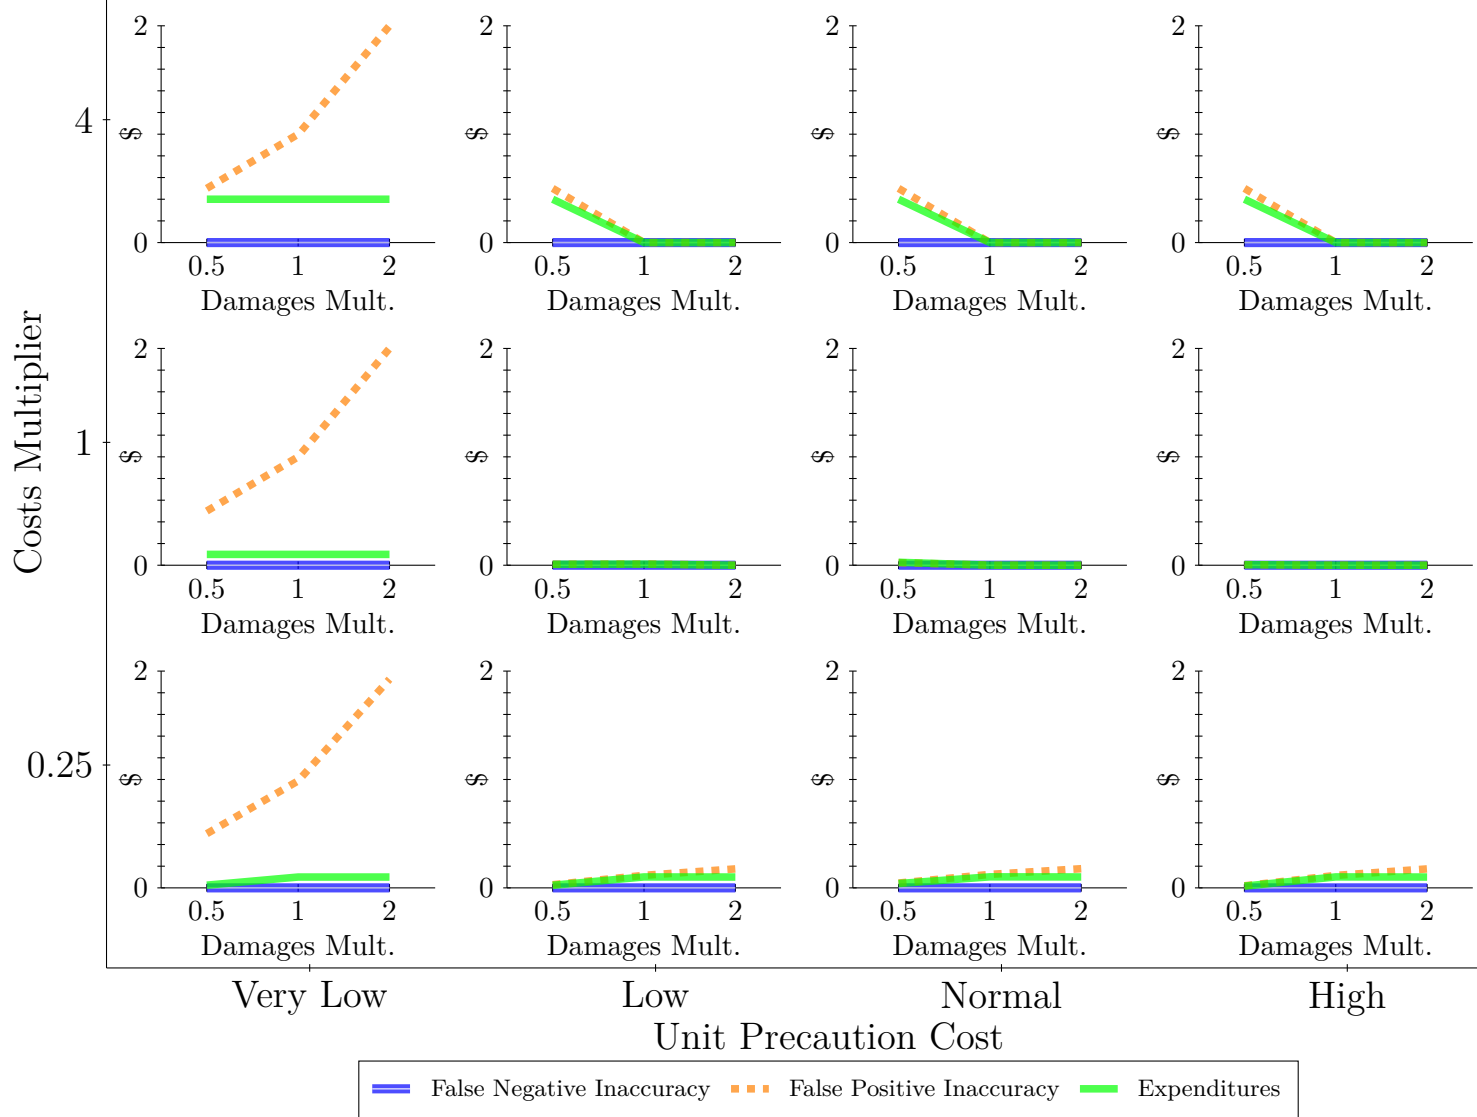 Costs Multiplier
4
2
$
0
0.5 1 2
Damages Mult.
2
$
0
0.5 1 2
Damages Mult.
2
$
0
0.5 1 2
Damages Mult.
2
$
0
0.5 1 2
Damages Mult.
1
2
$
0
0.5 1 2
Damages Mult.
2
$
0
0.5 1 2
Damages Mult.
2
$
0
0.5 1 2
Damages Mult.
2
$
0
0.5 1 2
Damages Mult.
0.25
2
$
0
0.5 1 2
Damages Mult.
2
$
0
0.5 1 2
Damages Mult.
2
$
0
0.5 1 2
Damages Mult.
2
$
0
0.5 1 2
Damages Mult.
Very Low Low Normal High
Unit Precaution Cost
False Negative Inaccuracy False Positive Inaccuracy Expenditures